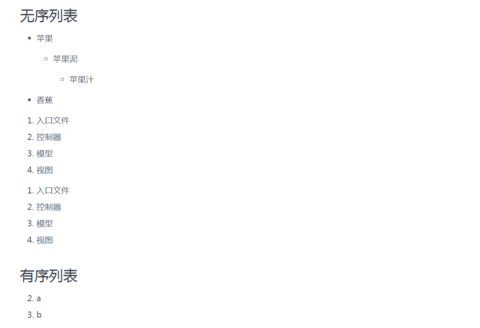 无序列表
苹果
苹果泥
苹果汁
香蕉
1. 入口文件
2. 控制器
3. 模型
4. 视图
1. 入口文件
2. 控制器
3. 模型
4. 视图
有序列表
2. a
3. b